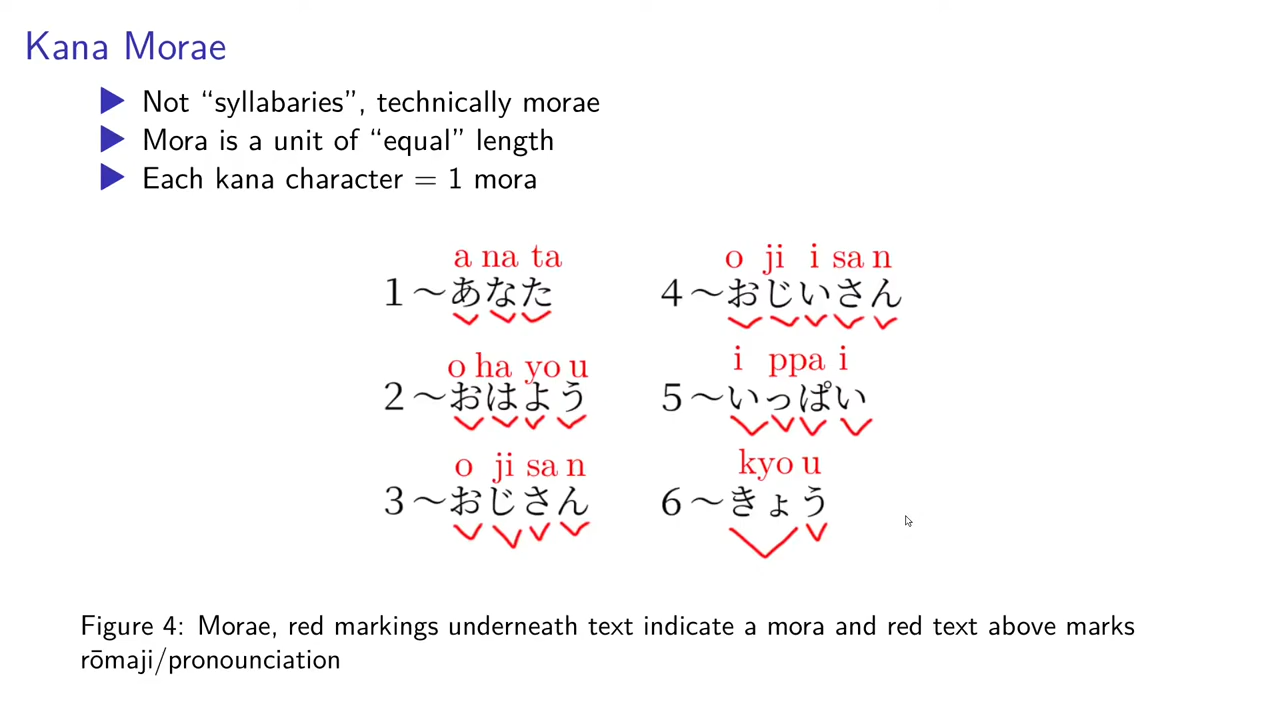 Kana Morae
▶ Not “syllabaries”, technically morae
▶ Mora is a unit of “equal” length
▶ Each kana character = 1 mora
a na ta
1～あなた
o ha yo u
2～おはよう
o ji sa n
3～おじさん
o ji i sa n
4～おじいさん
i ppa i
5～いっぱい
kyo u
6～きょう
Figure 4: Morae, red markings underneath text indicate a mora and red text above marks
rōmaji/pronounciation